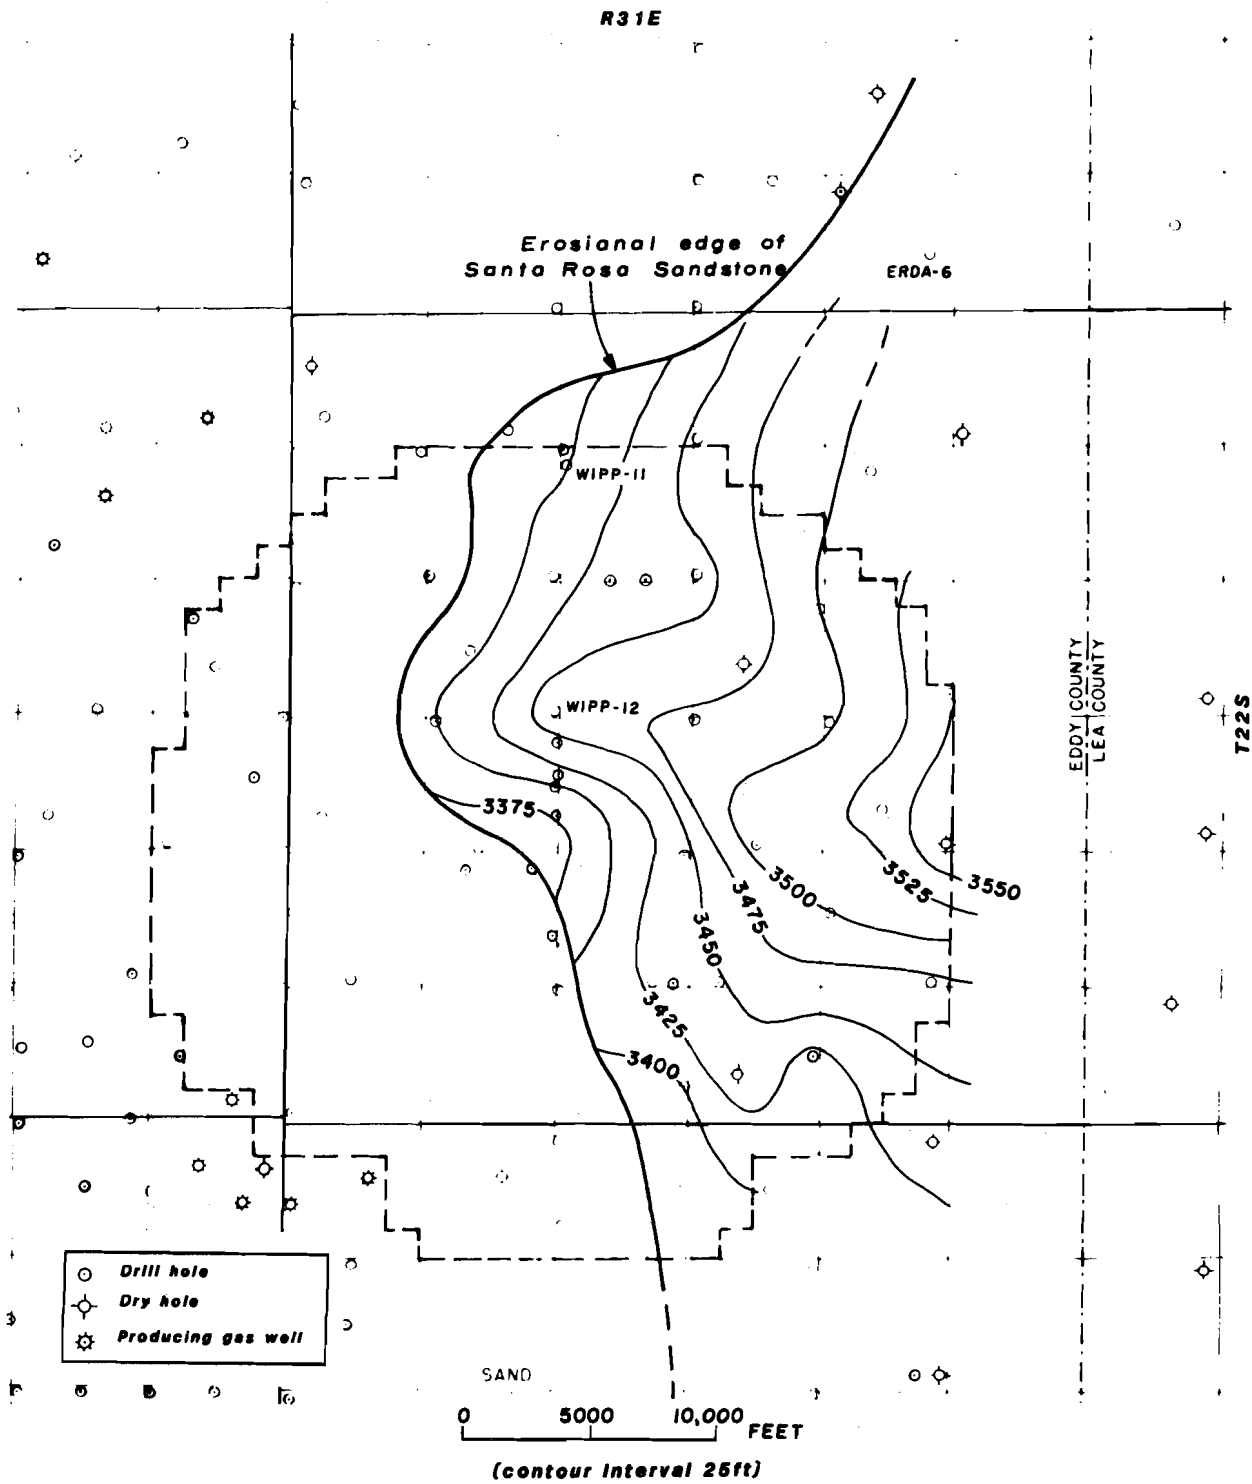 R31E
Erosianal edge of
Santa Rosa Sandstone
ERDA-6
WIPP-11
WIPP-12
EDDY COUNTY
LEA COUNTY
T22S
3375
3500
3525
3550
3475
3450
3425
3400
Drill hole
Dry hole
Producing gas well
SAND
0 5000 10,000 FEET
(contour interval 25ft)